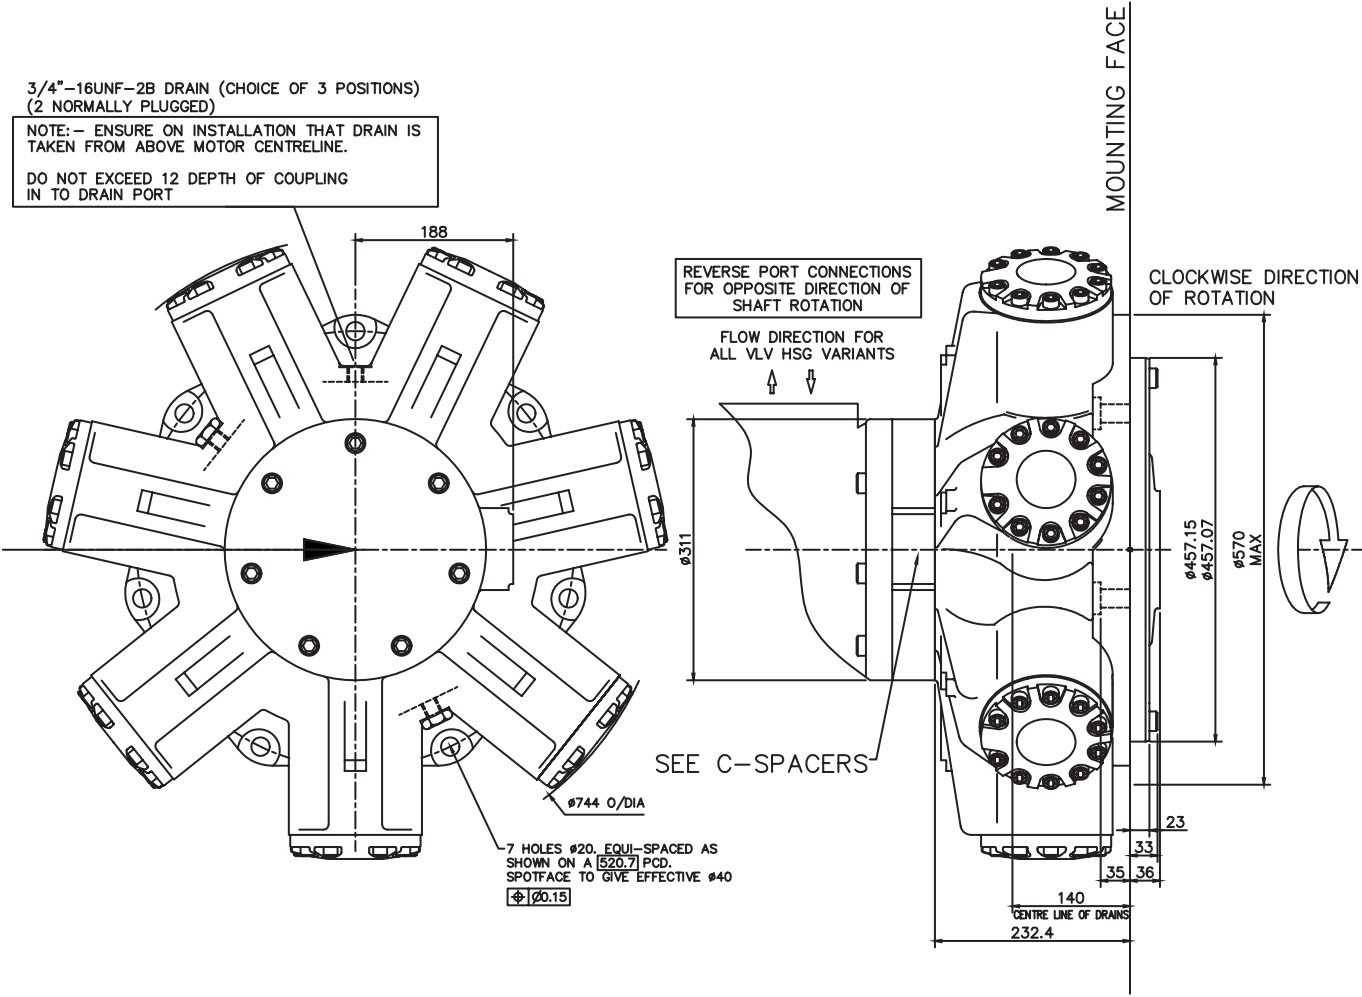 3/4"-16UNF-2B DRAIN (CHOICE OF 3 POSITIONS)
(2 NORMALLY PLUGGED)
NOTE:- ENSURE ON INSTALLATION THAT DRAIN IS
TAKEN FROM ABOVE MOTOR CENTRELINE.
DO NOT EXCEED 12 DEPTH OF COUPLING
IN TO DRAIN PORT
188
MOUNTING FACE
REVERSE PORT CONNECTIONS
FOR OPPOSITE DIRECTION OF
SHAFT ROTATION
FLOW DIRECTION FOR
ALL VLV HSG VARIANTS
CLOCKWISE DIRECTION
OF ROTATION
ø311
ø457.15
ø457.07
ø570
MAX
SEE C-SPACERS
ø744 O/DIA
7 HOLES ø20. EQUI-SPACED AS
SHOWN ON A 520.7 PCD.
SPOTFACE TO GIVE EFFECTIVE ø40
⌖ Ø0.15
23
33
35 36
140
CENTRE LINE OF DRAINS
232.4